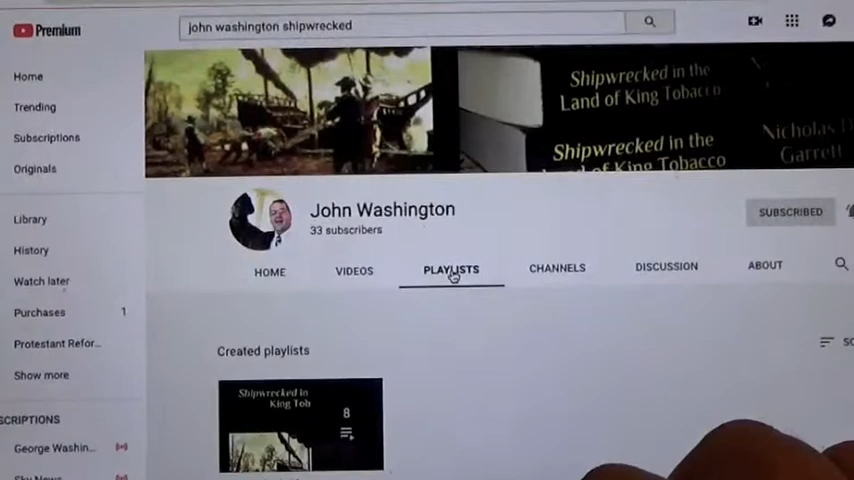 Premium
john washington shipwrecked
Home
Trending
Subscriptions
Originals
Library
History
Watch later
Purchases 1
Protestant Refor...
Show more
SCRIPTIONS
George Washin...
Sky News
Shipwrecked in the
LAND OF KING TOBACCO
Shipwrecked in the
Land of King Tobacco
Nicholas
Garrett
John Washington
33 subscribers
SUBSCRIBED
HOME VIDEOS PLAYLISTS CHANNELS DISCUSSION ABOUT
Created playlists
SO
Shipwrecked in
King Tob
8